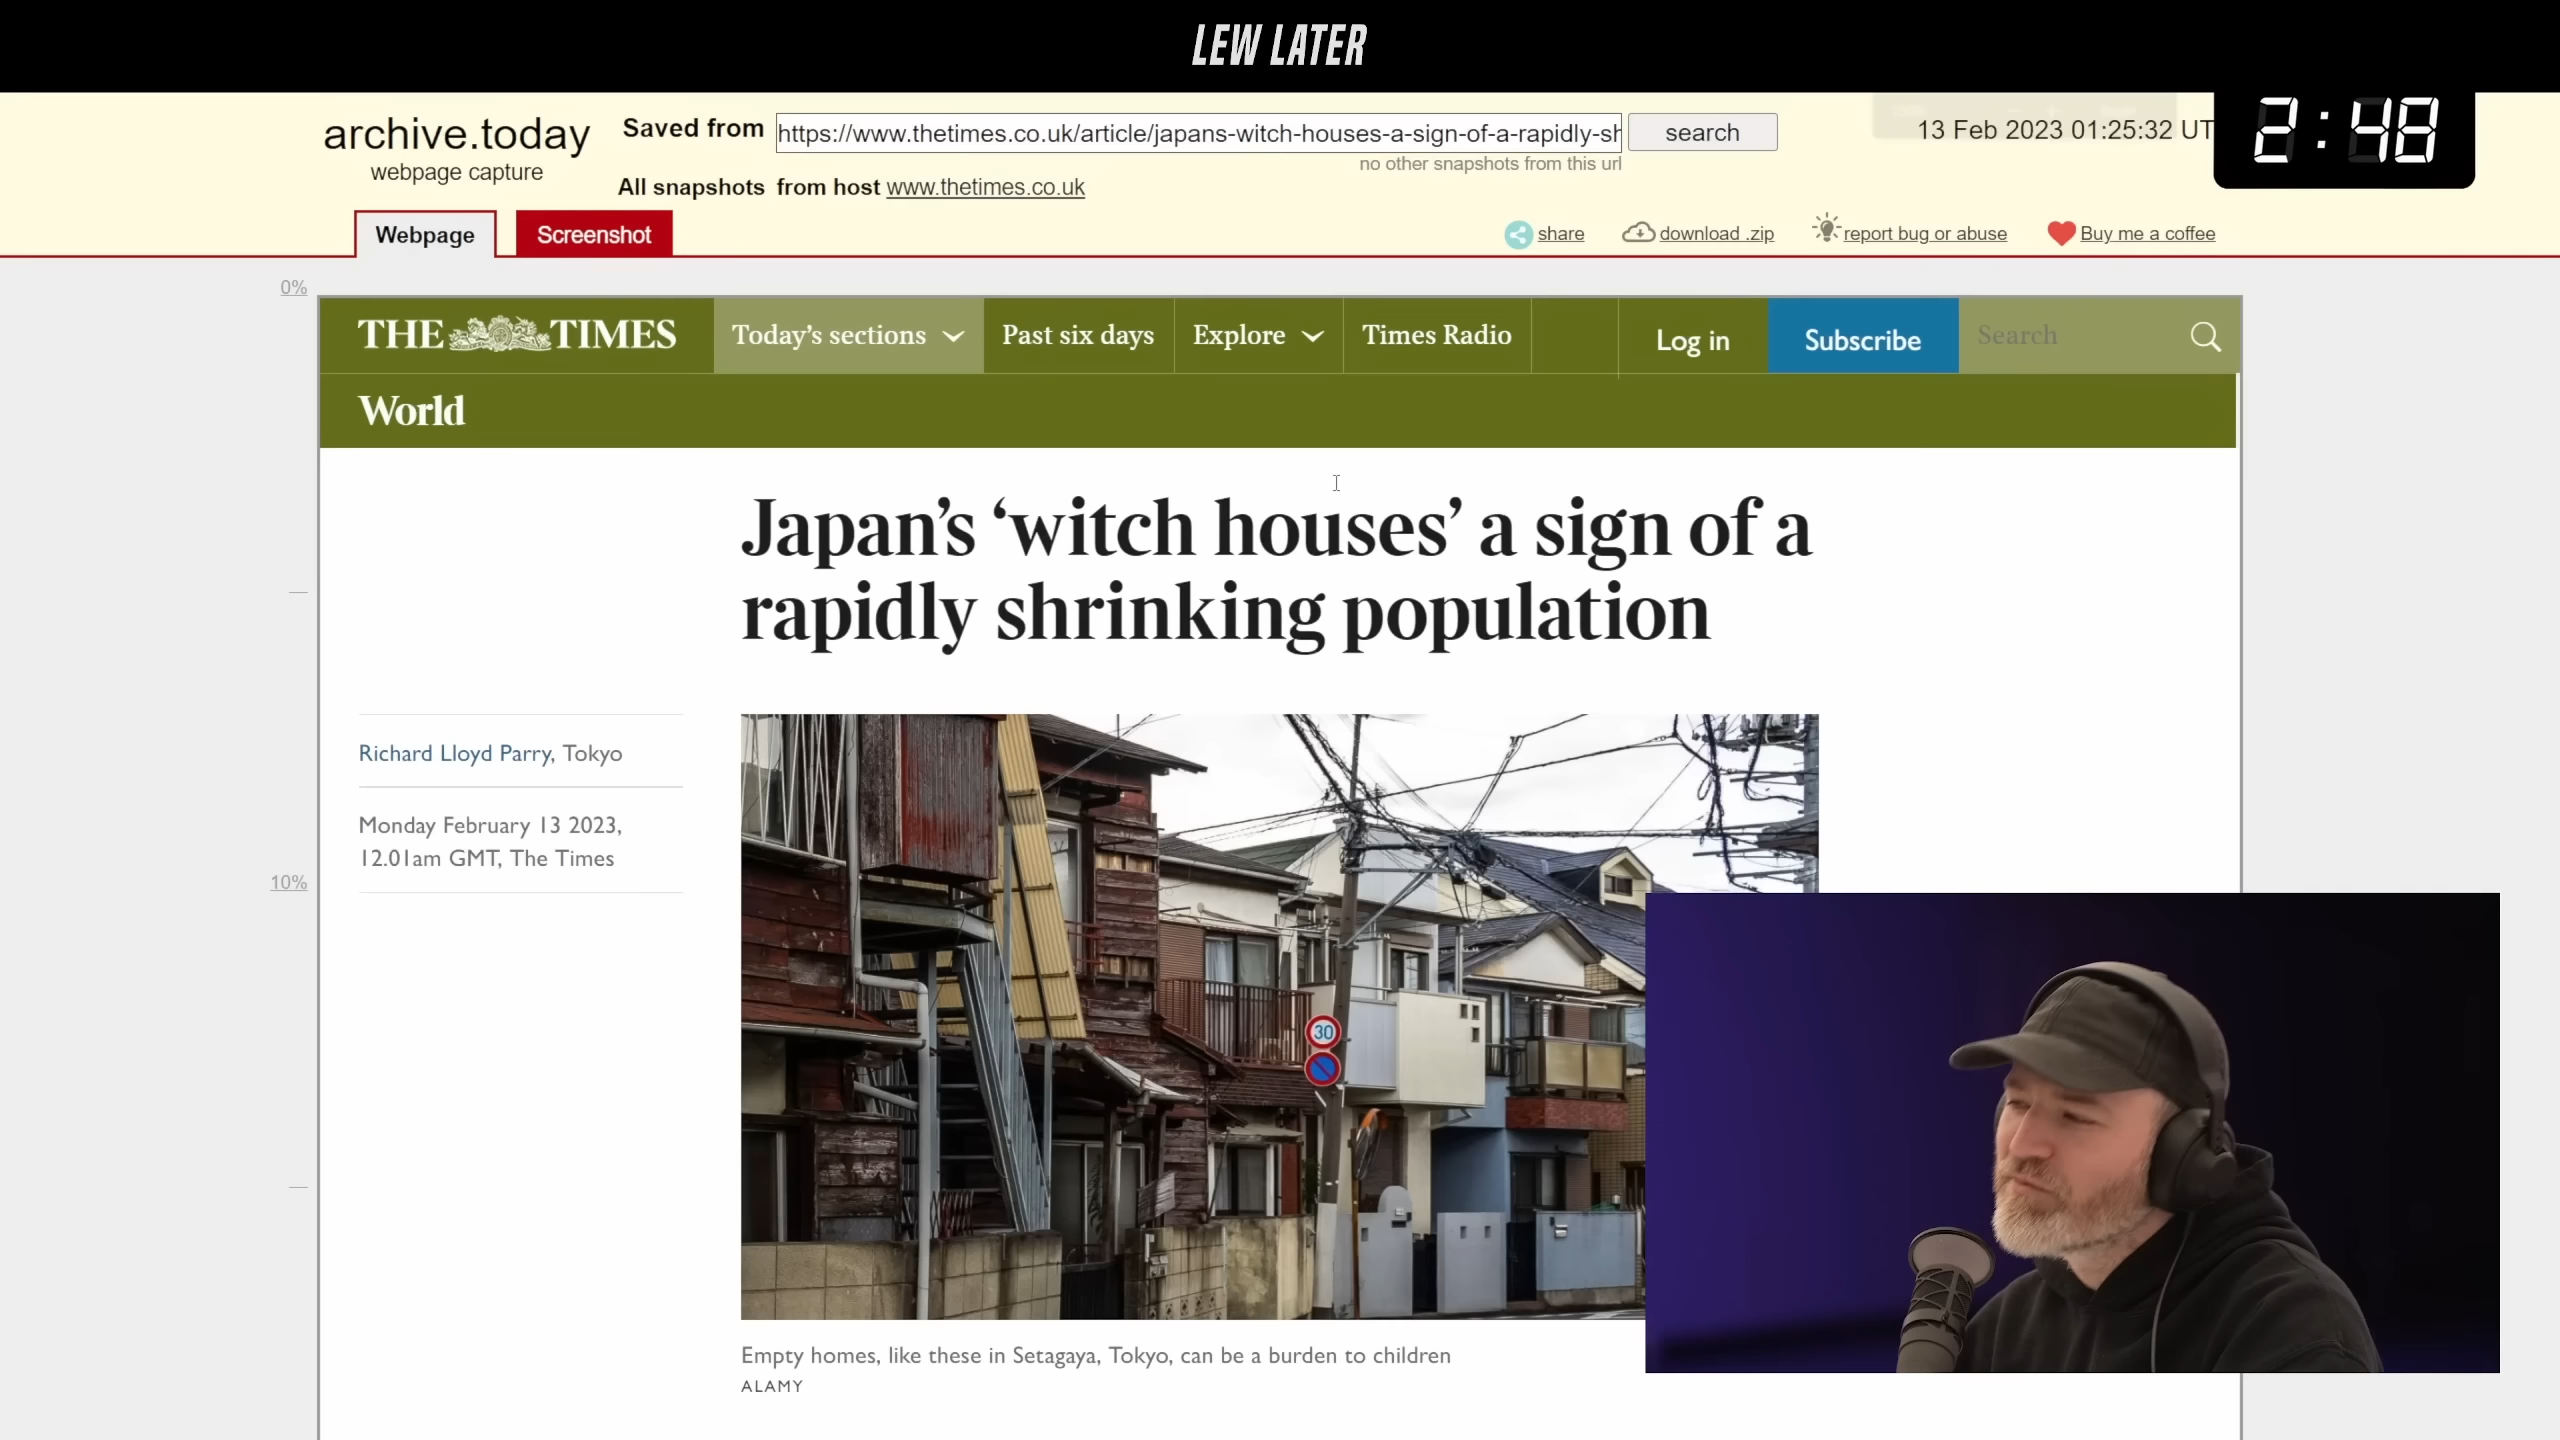 LEW LATER
archive.today
webpage capture
Saved from
https://www.thetimes.co.uk/article/japans-witch-houses-a-sign-of-a-rapidly-sh
search
13 Feb 2023 01:25:32 UT
2:48
no other snapshots from this url
All snapshots from host www.thetimes.co.uk
Webpage
Screenshot
share
download .zip
report bug or abuse
Buy me a coffee
0%
THE TIMES
Today's sections
Past six days
Explore
Times Radio
Log in
Subscribe
Search
World
Japan’s ‘witch houses’ a sign of a
rapidly shrinking population
Richard Lloyd Parry, Tokyo
Monday February 13 2023,
12.01am GMT, The Times
10%
30
Empty homes, like these in Setagaya, Tokyo, can be a burden to children
ALAMY